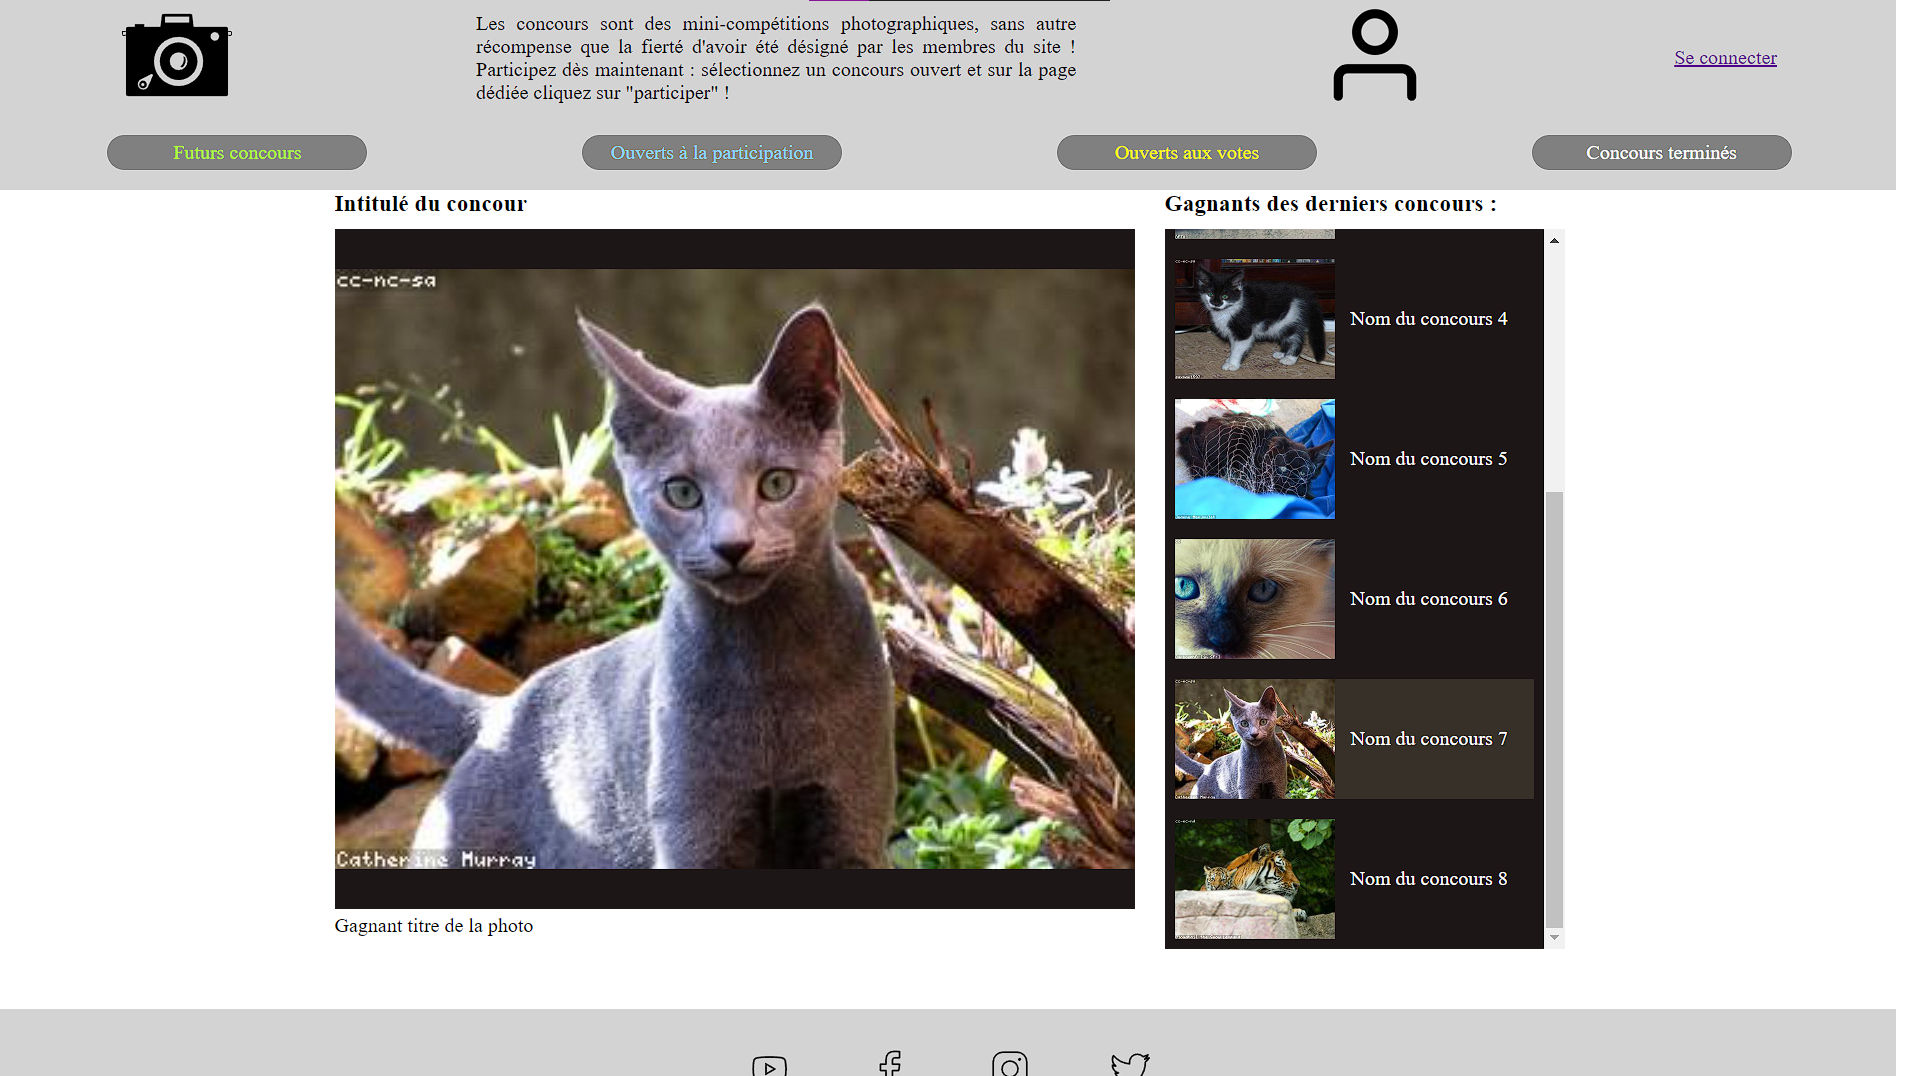 Les concours sont des mini-compétitions photographiques, sans autre
récompense que la fierté d'avoir été désigné par les membres du site !
Participez dès maintenant : sélectionnez un concours ouvert et sur la page
dédiée cliquez sur "participer" !
Se connecter
Futurs concours
Ouverts à la participation
Ouverts aux votes
Concours terminés
Intitulé du concour
cc-nc-sa
Catherine Murray
Gagnant titre de la photo
Gagnants des derniers concours :
Nom du concours 4
Nom du concours 5
Nom du concours 6
Nom du concours 7
Nom du concours 8